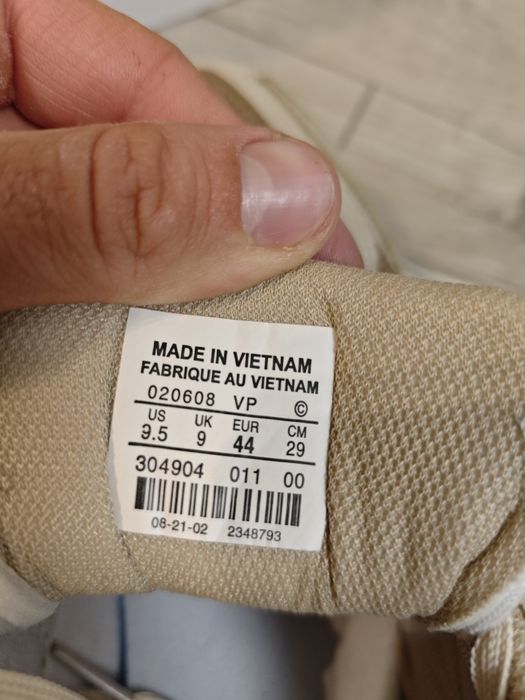 MADE IN VIETNAM
FABRIQUE AU VIETNAM
020608 VP ©
US UK EUR CM
9.5 9 44 29
304904 011 00
08-21-02 2348793